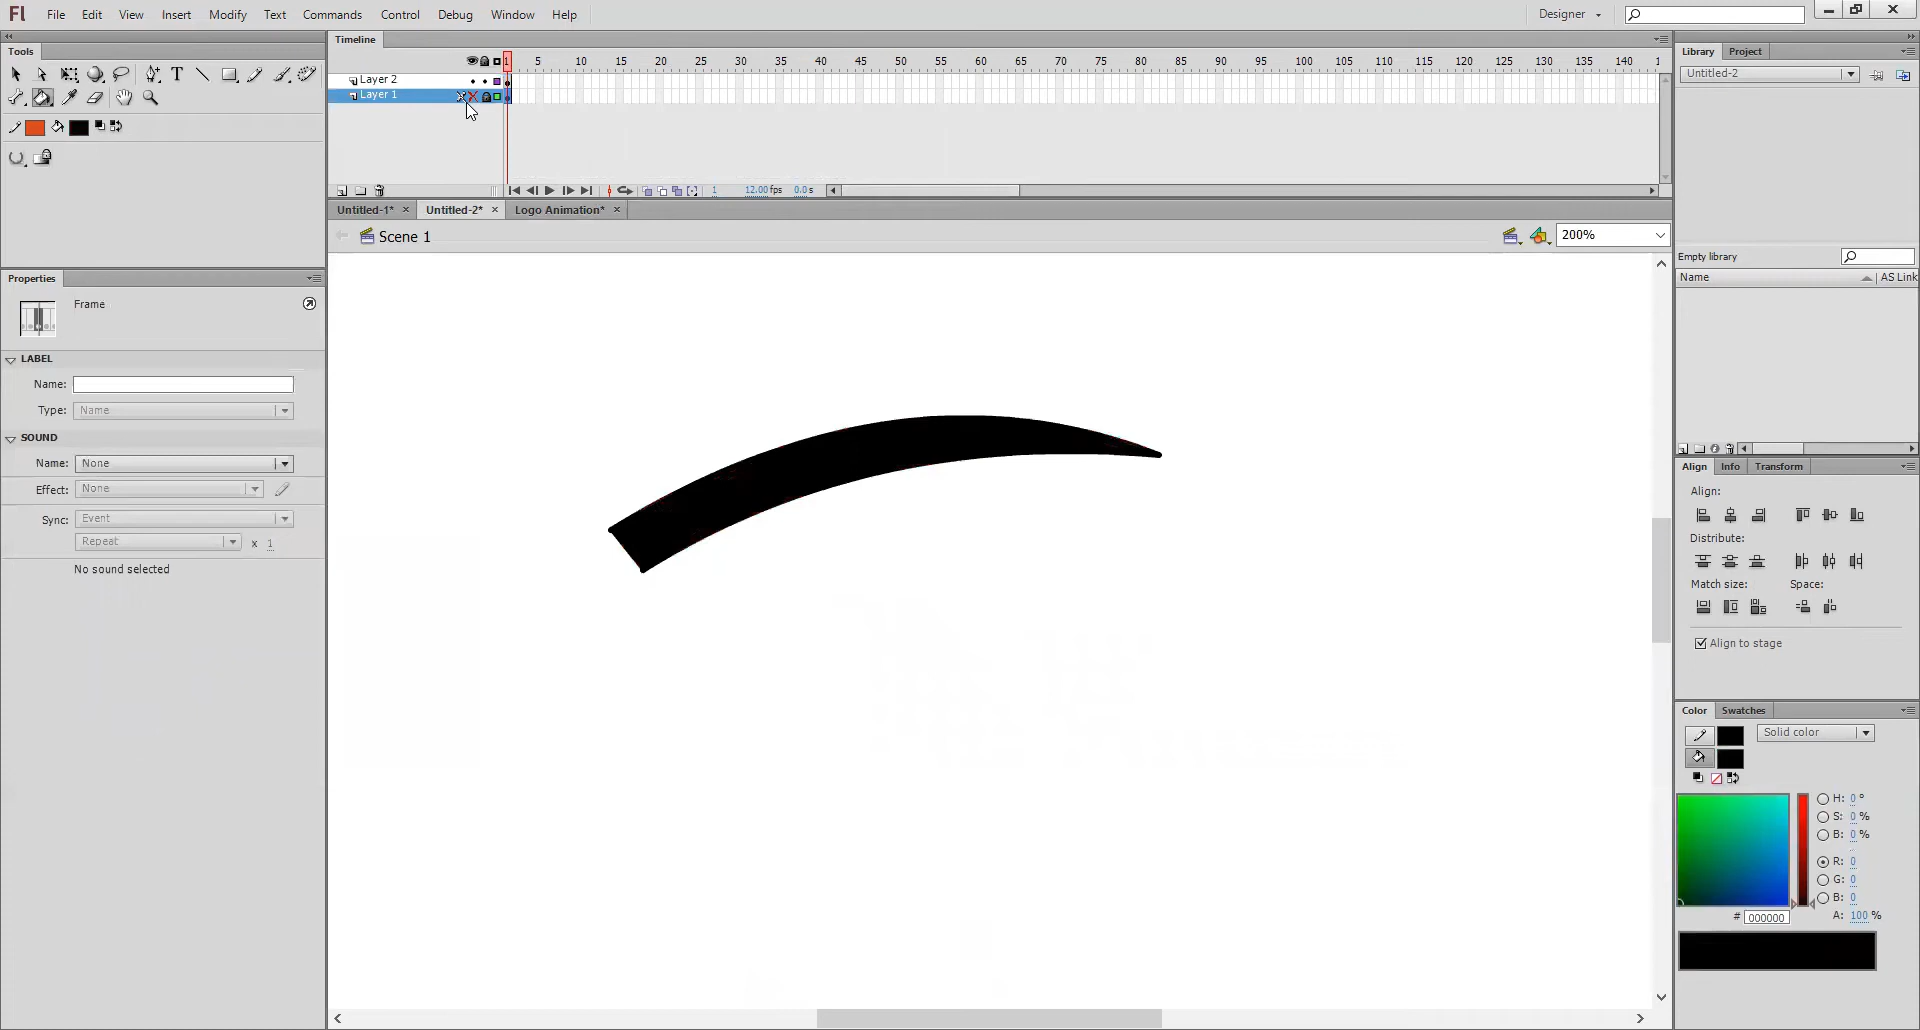 Fl File Edit View Insert Modify Text Commands Control Debug Window Help Designer
Tools
Timeline
Library Project
1 5 10 15 20 25 30 35 40 45 50 55 60 65 70 75 80 85 90 95 100 105 110 115 120 125 130 135 140 1
Layer 2
Layer 1
Untitled-2
1 12.00 fps 0.0 s
Untitled-1* × Untitled-2* × Logo Animation* ×
Scene 1
200%
Empty library
Name AS Link
Properties
Frame
LABEL
Name:
Type: Name
SOUND
Name: None
Effect: None
Sync: Event
Repeat x 1
No sound selected
Align Info Transform
Align:
Distribute:
Match size: Space:
Align to stage
Color Swatches
Solid color
H: 0 °
S: 0 %
B: 0 %
R: 0
G: 0
B: 0
# 000000 A: 100 %